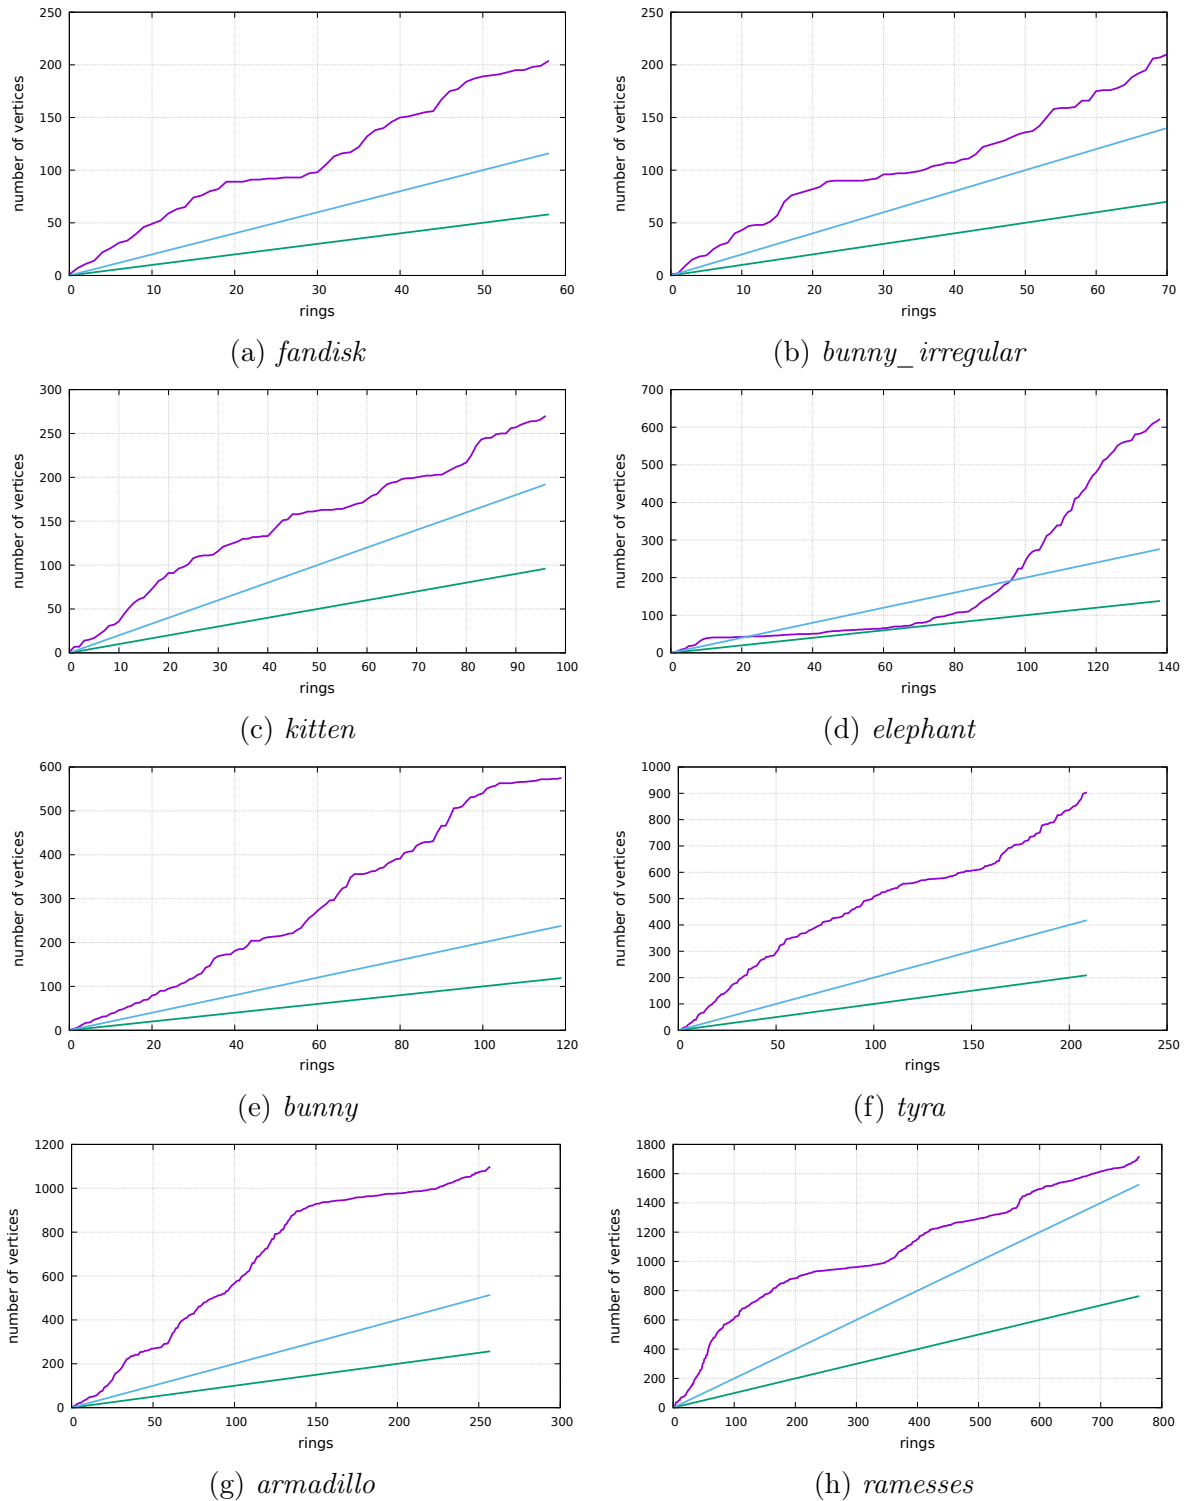 250
200
150
100
50
0
number of vertices
0 10 20 30 40 50 60
rings
(a) fandisk
250
200
150
100
50
0
number of vertices
0 10 20 30 40 50 60 70
rings
(b) bunny_irregular
300
250
200
150
100
50
0
number of vertices
0 10 20 30 40 50 60 70 80 90 100
rings
(c) kitten
700
600
500
400
300
200
100
0
number of vertices
0 20 40 60 80 100 120 140
rings
(d) elephant
600
500
400
300
200
100
0
number of vertices
0 20 40 60 80 100 120
rings
(e) bunny
1000
900
800
700
600
500
400
300
200
100
0
number of vertices
0 50 100 150 200 250
rings
(f) tyra
1200
1000
800
600
400
200
0
number of vertices
0 50 100 150 200 250 300
rings
(g) armadillo
1800
1600
1400
1200
1000
800
600
400
200
0
number of vertices
0 100 200 300 400 500 600 700 800
rings
(h) ramesses